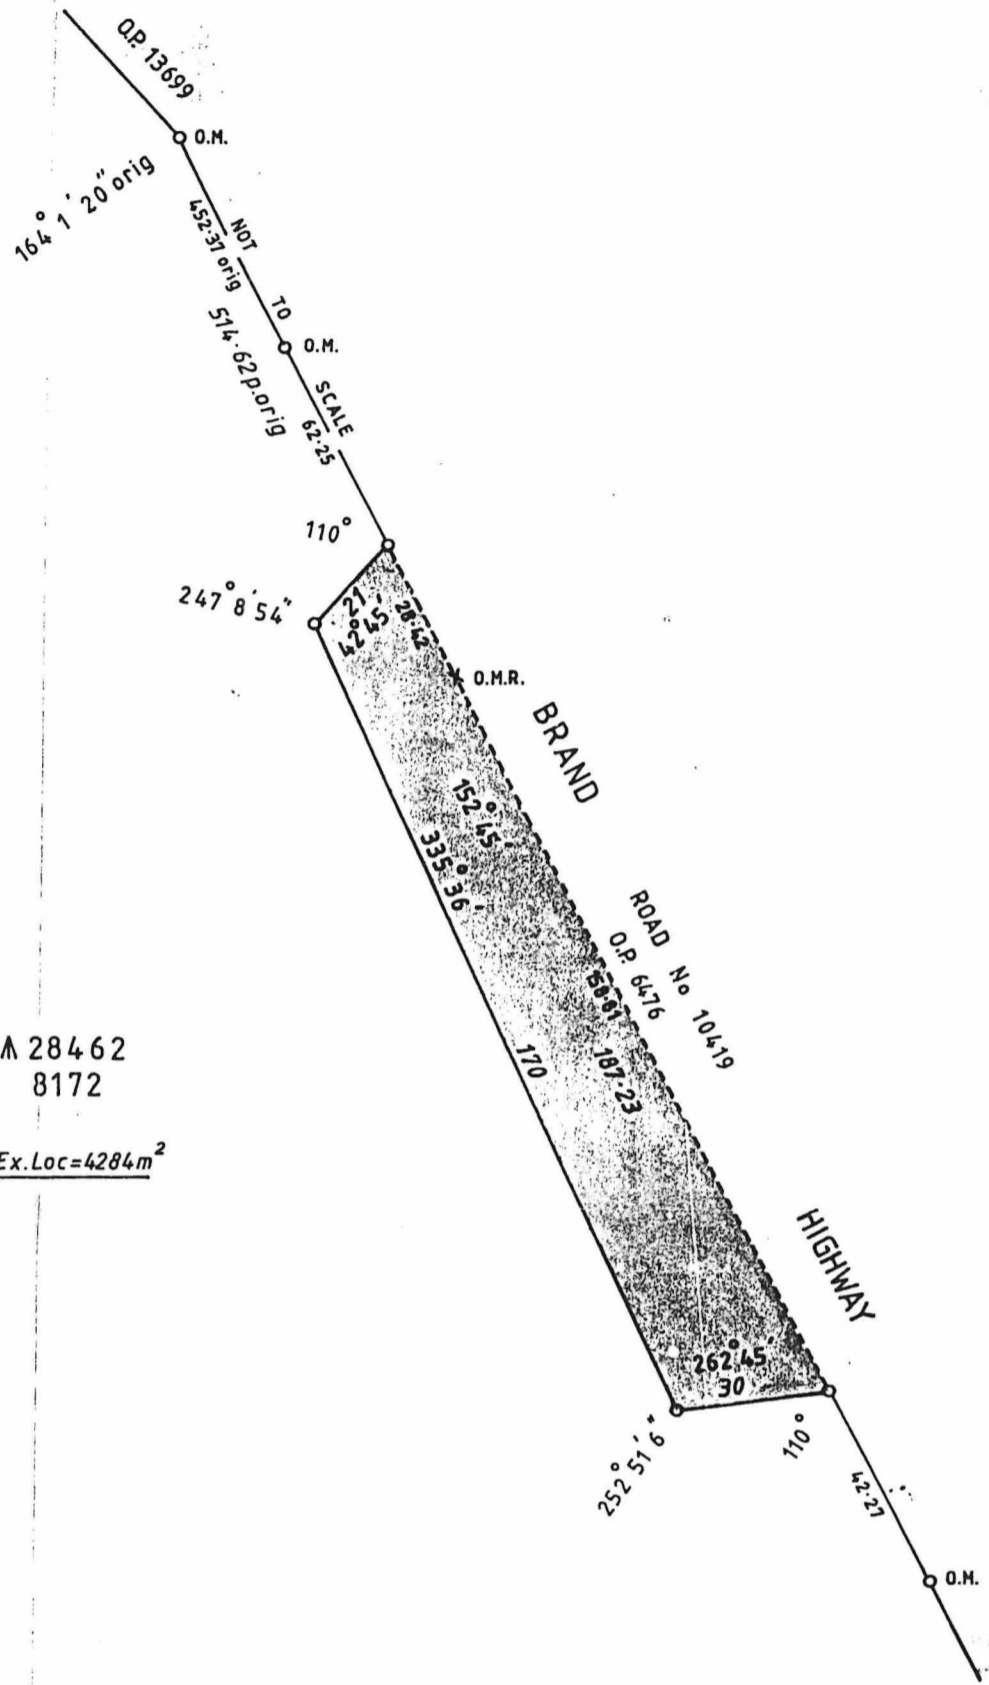 O.P. 13699
O.M.
164° 1' 20" orig
452·37 orig
NOT TO SCALE
514·62 p.orig
O.M.
62·25
110°
247° 8' 54"
21
42° 45'
28·42
O.M.R.
BRAND
152° 45'
335° 36'
ROAD No 10419
O.P. 6476
158·81
187·23
170
28462
8172
Ex.Loc=4284m²
HIGHWAY
262° 45'
30
252° 51' 6"
110°
42·27
O.M.